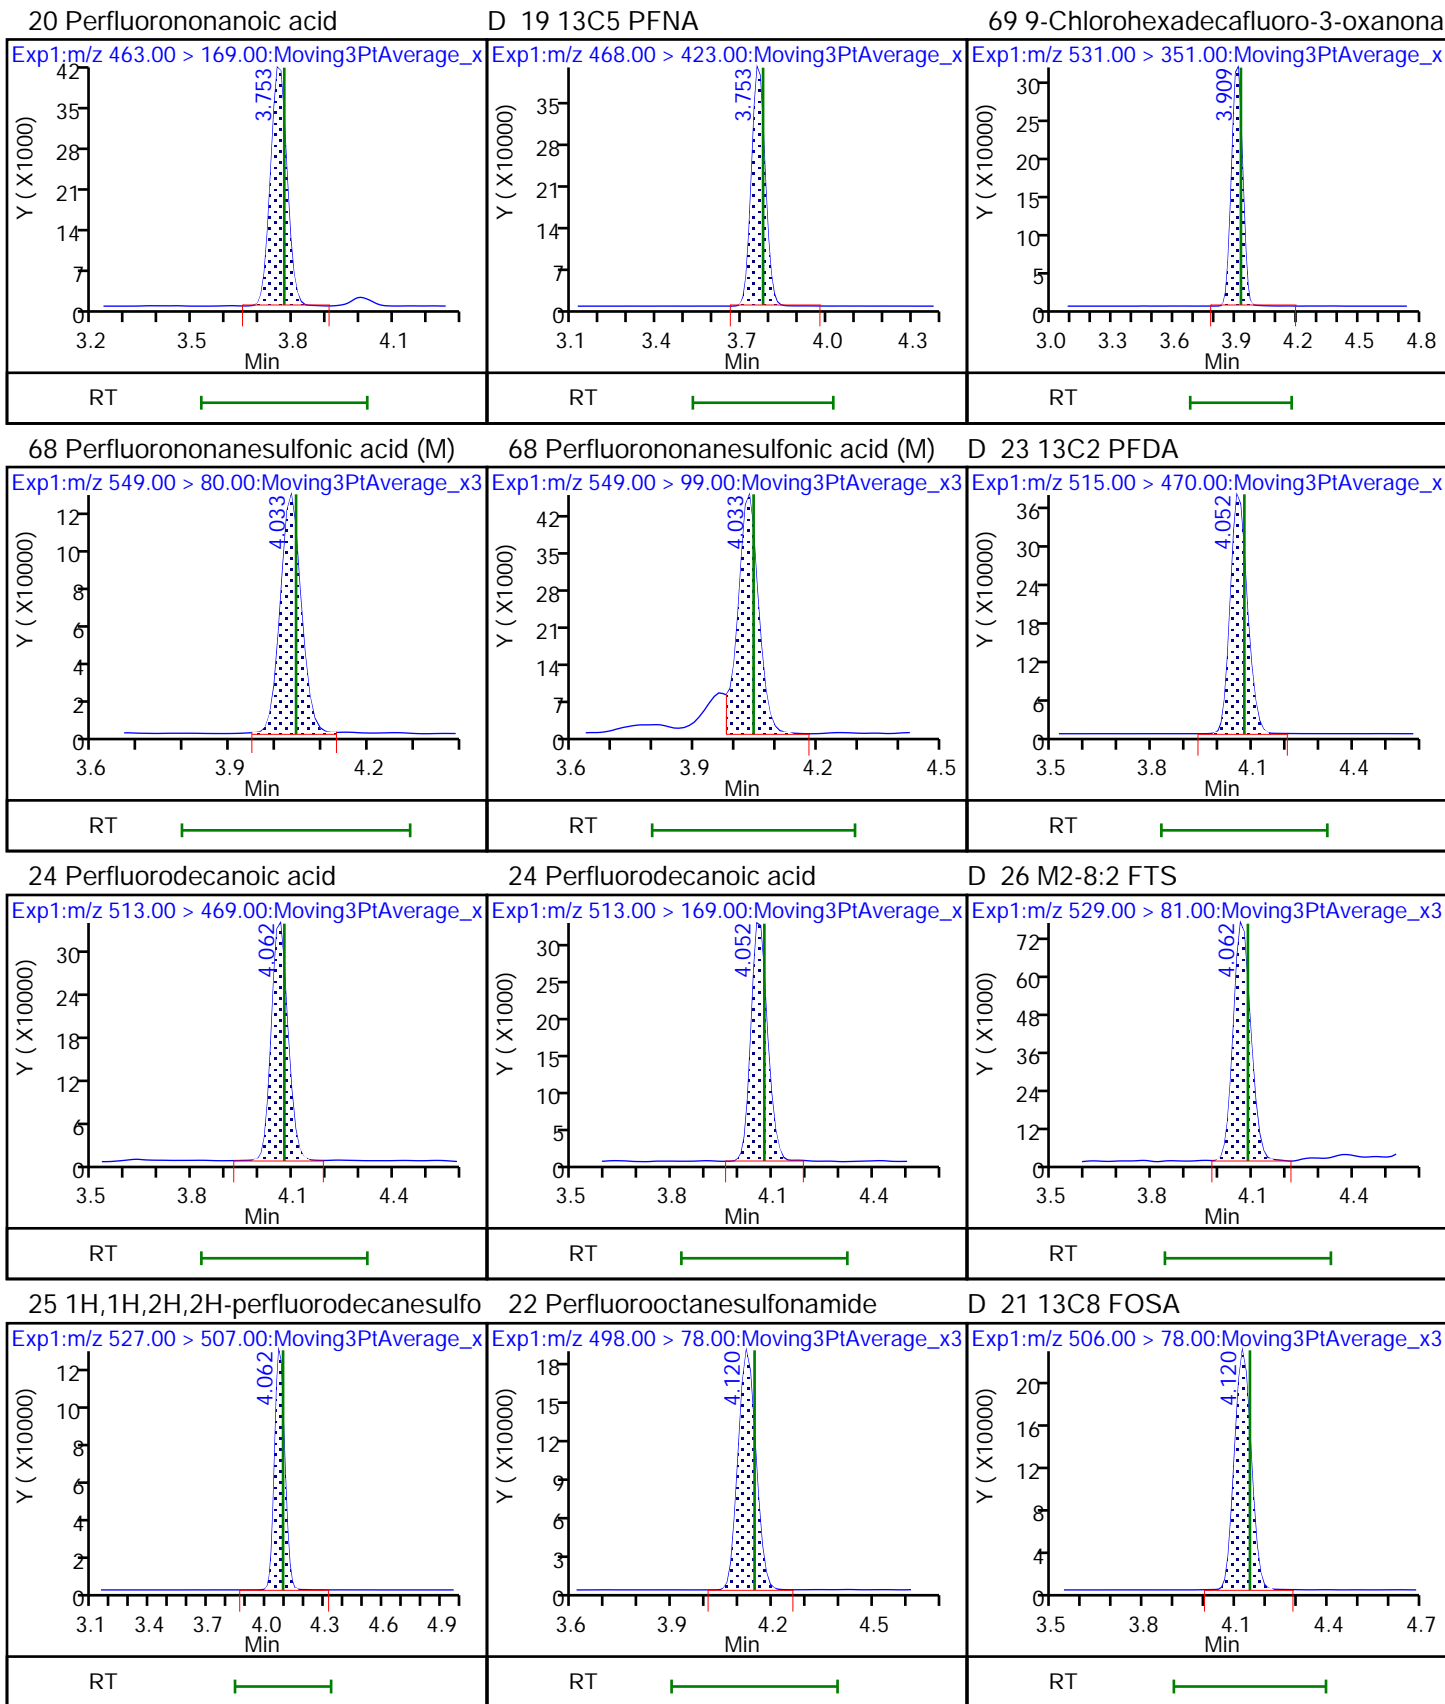 20 Perfluorononanoic acid
Exp1:m/z 463.00 > 169.00:Moving3PtAverage_x
Y ( X10000)
42
35
28
21
14
7
0
3.753
3.2 3.5 3.8 4.1
Min
RT
D 19 13C5 PFNA
Exp1:m/z 468.00 > 423.00:Moving3PtAverage_x
Y ( X10000)
35
28
21
14
7
0
3.753
3.1 3.4 3.7 4.0 4.3
Min
RT
69 9-Chlorohexadecafluoro-3-oxanona
Exp1:m/z 531.00 > 351.00:Moving3PtAverage_x
Y ( X10000)
30
25
20
15
10
5
0
3.909
3.0 3.3 3.6 3.9 4.2 4.5 4.8
Min
RT
68 Perfluorononanesulfonic acid (M)
Exp1:m/z 549.00 > 80.00:Moving3PtAverage_x3
Y ( X10000)
12
10
8
6
4
2
0
4.033
3.6 3.9 4.2
Min
RT
68 Perfluorononanesulfonic acid (M)
Exp1:m/z 549.00 > 99.00:Moving3PtAverage_x3
Y ( X1000)
42
35
28
21
14
7
0
4.033
3.6 3.9 4.2 4.5
Min
RT
D 23 13C2 PFDA
Exp1:m/z 515.00 > 470.00:Moving3PtAverage_x
Y ( X10000)
36
30
24
18
12
6
0
4.052
3.5 3.8 4.1 4.4
Min
RT
24 Perfluorodecanoic acid
Exp1:m/z 513.00 > 469.00:Moving3PtAverage_x
Y ( X10000)
30
24
18
12
6
0
4.062
3.5 3.8 4.1 4.4
Min
RT
24 Perfluorodecanoic acid
Exp1:m/z 513.00 > 169.00:Moving3PtAverage_x
Y ( X1000)
30
25
20
15
10
5
0
4.052
3.5 3.8 4.1 4.4
Min
RT
D 26 M2-8:2 FTS
Exp1:m/z 529.00 > 81.00:Moving3PtAverage_x3
Y ( X1000)
72
60
48
36
24
12
0
4.062
3.5 3.8 4.1 4.4
Min
RT
25 1H,1H,2H,2H-perfluorodecanesulfo
Exp1:m/z 527.00 > 507.00:Moving3PtAverage_x
Y ( X10000)
12
10
8
6
4
2
0
4.062
3.1 3.4 3.7 4.0 4.3 4.6 4.9
Min
RT
22 Perfluorooctanesulfonamide
Exp1:m/z 498.00 > 78.00:Moving3PtAverage_x3
Y ( X10000)
18
15
12
9
6
3
0
4.120
3.6 3.9 4.2 4.5
Min
RT
D 21 13C8 FOSA
Exp1:m/z 506.00 > 78.00:Moving3PtAverage_x3
Y ( X10000)
20
16
12
8
4
0
4.120
3.5 3.8 4.1 4.4 4.7
Min
RT